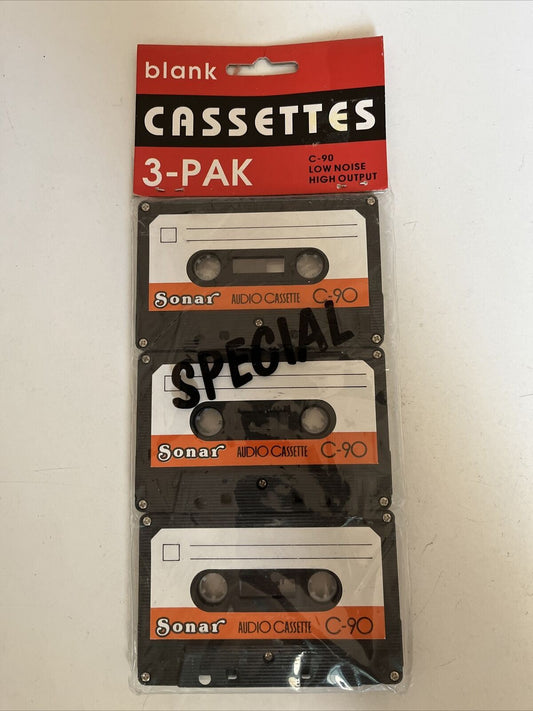 blank
CASSETTES
3-PAK
C-90
LOW NOISE
HIGH OUTPUT
Sonar AUDIO CASSETTE C-90
SPECIAL
Sonar AUDIO CASSETTE C-90
Sonar AUDIO CASSETTE C-90